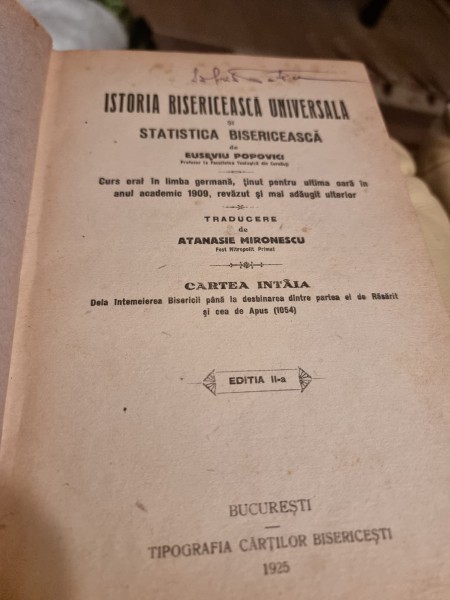 ISTORIA BISERICEASCĂ UNIVERSALA
și
STATISTICA BISERICEASCĂ
de
EUSEVIU POPOVICI
Profesor la Facultatea Teologică din Cernăuți
Curs oral în limba germană, ținut pentru ultima oară în
anul academic 1909, revăzut și mai adăugit ulterior
TRADUCERE
de
ATANASIE MIRONESCU
Fost Mitropolit Primat
CARTEA INTÂIA
Dela Intemeierea Bisericii până la desbinarea dintre partea ei de Răsărit
și cea de Apus (1054)
EDITIA II-a
BUCUREȘTI
TIPOGRAFIA CĂRȚILOR BISERICEȘTI
1925